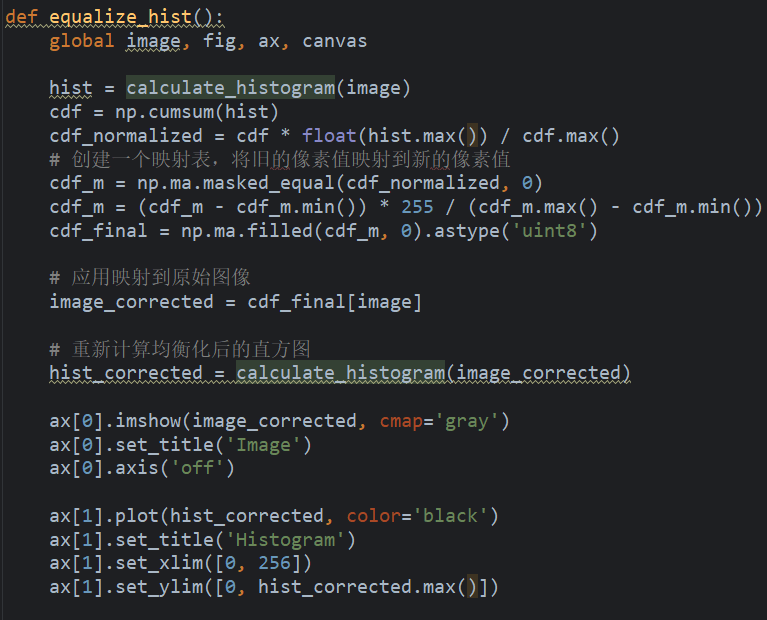 def equalize_hist():
    global image, fig, ax, canvas
    hist = calculate_histogram(image)
    cdf = np.cumsum(hist)
    cdf_normalized = cdf * float(hist.max()) / cdf.max()
    # 创建一个映射表，将旧的像素值映射到新的像素值
    cdf_m = np.ma.masked_equal(cdf_normalized, 0)
    cdf_m = (cdf_m - cdf_m.min()) * 255 / (cdf_m.max() - cdf_m.min())
    cdf_final = np.ma.filled(cdf_m, 0).astype('uint8')
    # 应用映射到原始图像
    image_corrected = cdf_final[image]
    # 重新计算均衡化后的直方图
    hist_corrected = calculate_histogram(image_corrected)
    ax[0].imshow(image_corrected, cmap='gray')
    ax[0].set_title('Image')
    ax[0].axis('off')
    ax[1].plot(hist_corrected, color='black')
    ax[1].set_title('Histogram')
    ax[1].set_xlim([0, 256])
    ax[1].set_ylim([0, hist_corrected.max()])